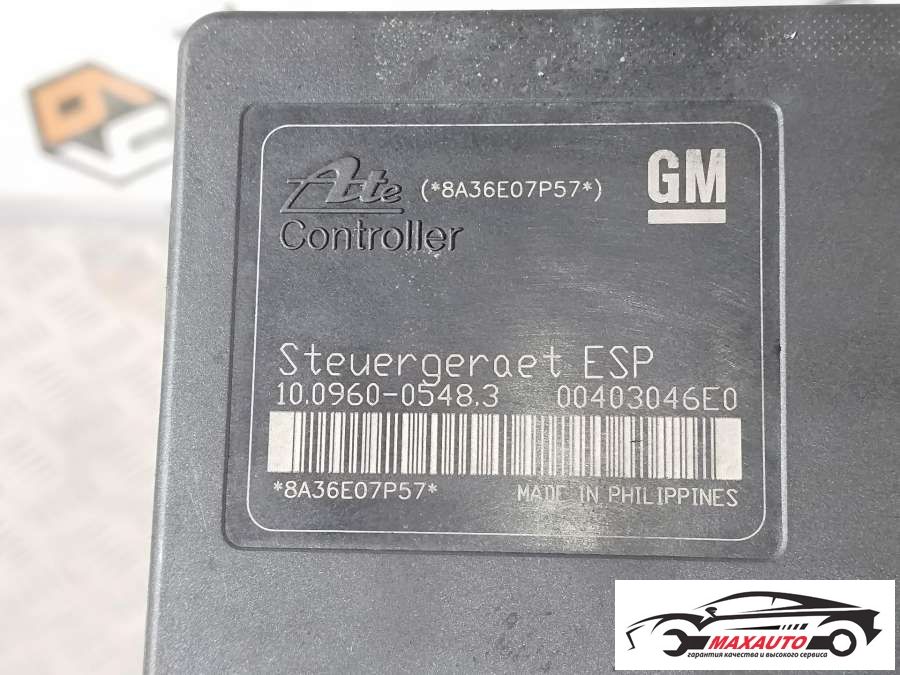 Ate (*8A36E07P57*) GM
Controller
Steuergeraet ESP
10.0960-0548.3 00403046E0
*8A36E07P57* MADE IN PHILIPPINES
MAXAUTO
гарантия качества и высокого сервиса